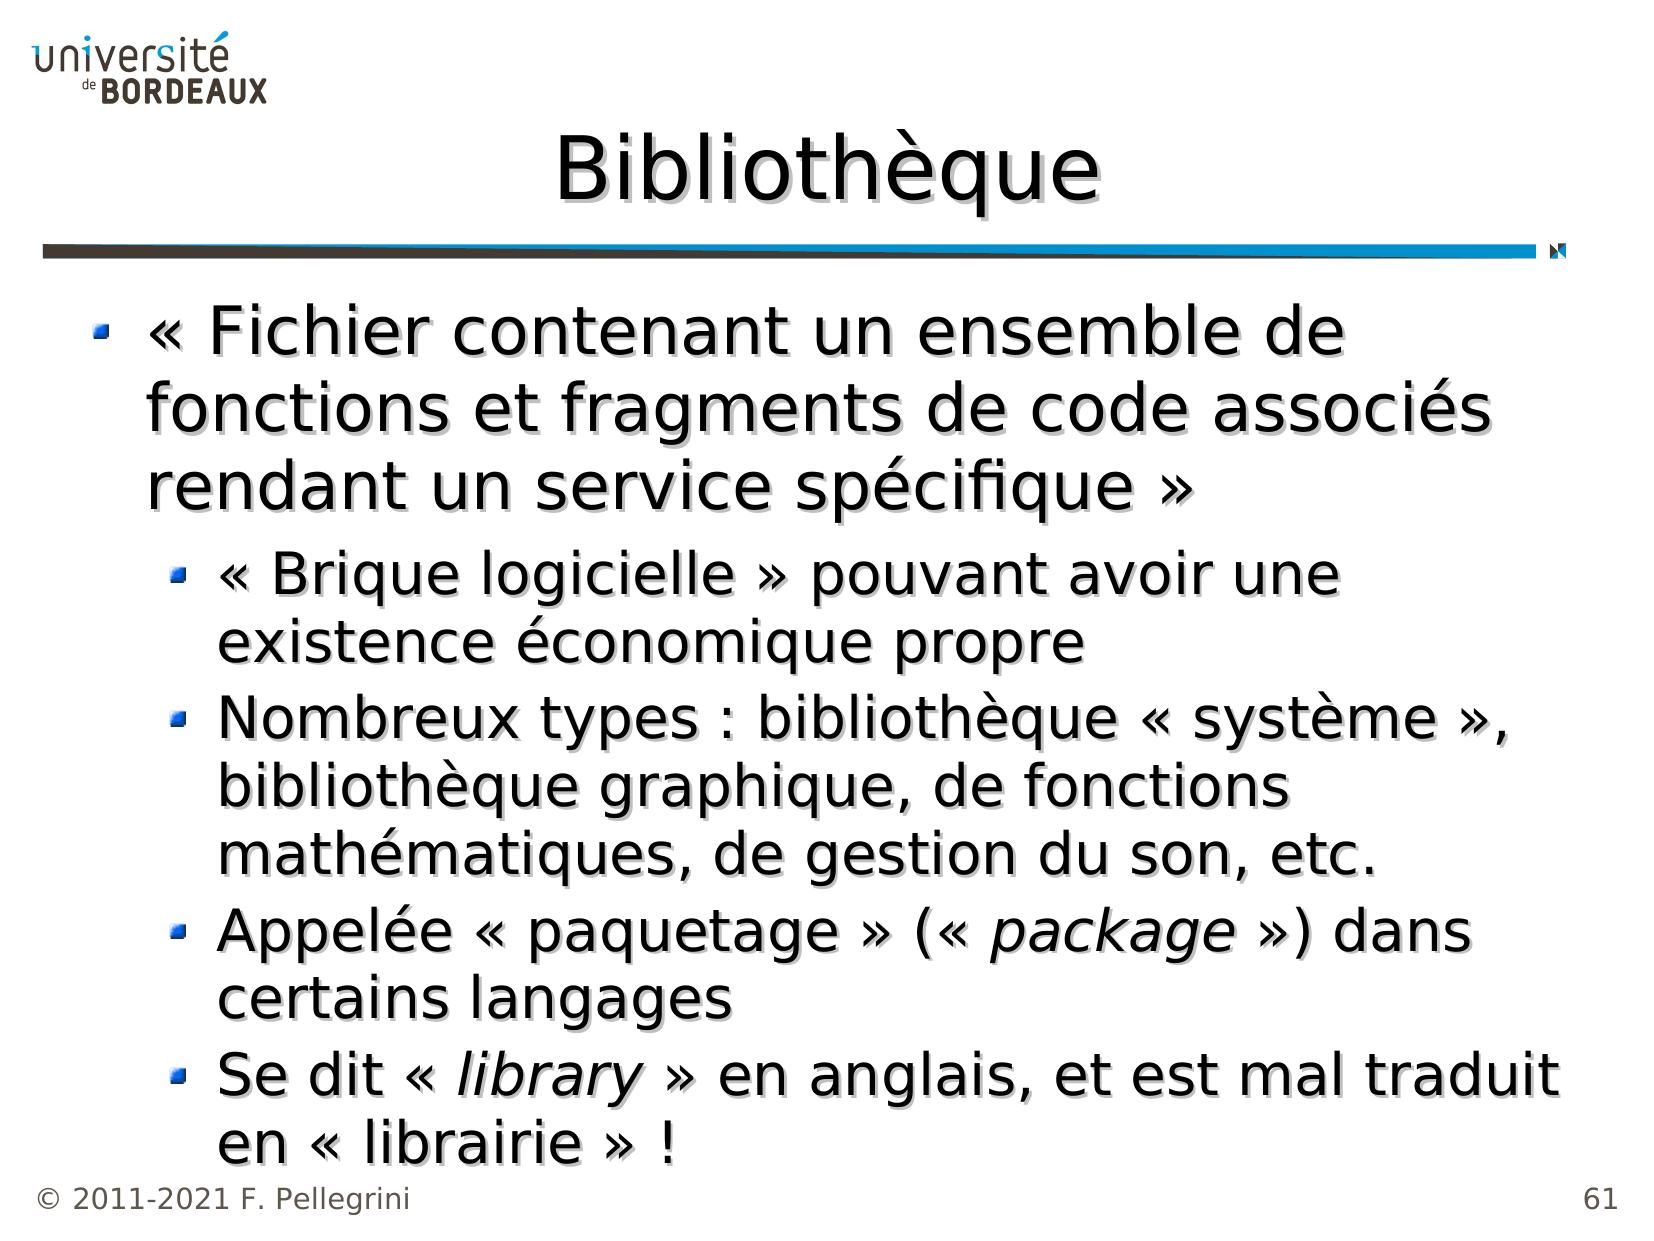 université
de BORDEAUX
Bibliothèque
« Fichier contenant un ensemble de
fonctions et fragments de code associés
rendant un service spécifique »
« Brique logicielle » pouvant avoir une
existence économique propre
Nombreux types : bibliothèque « système »,
bibliothèque graphique, de fonctions
mathématiques, de gestion du son, etc.
Appelée « paquetage » (« package ») dans
certains langages
Se dit « library » en anglais, et est mal traduit
en « librairie » !
© 2011-2021 F. Pellegrini
61